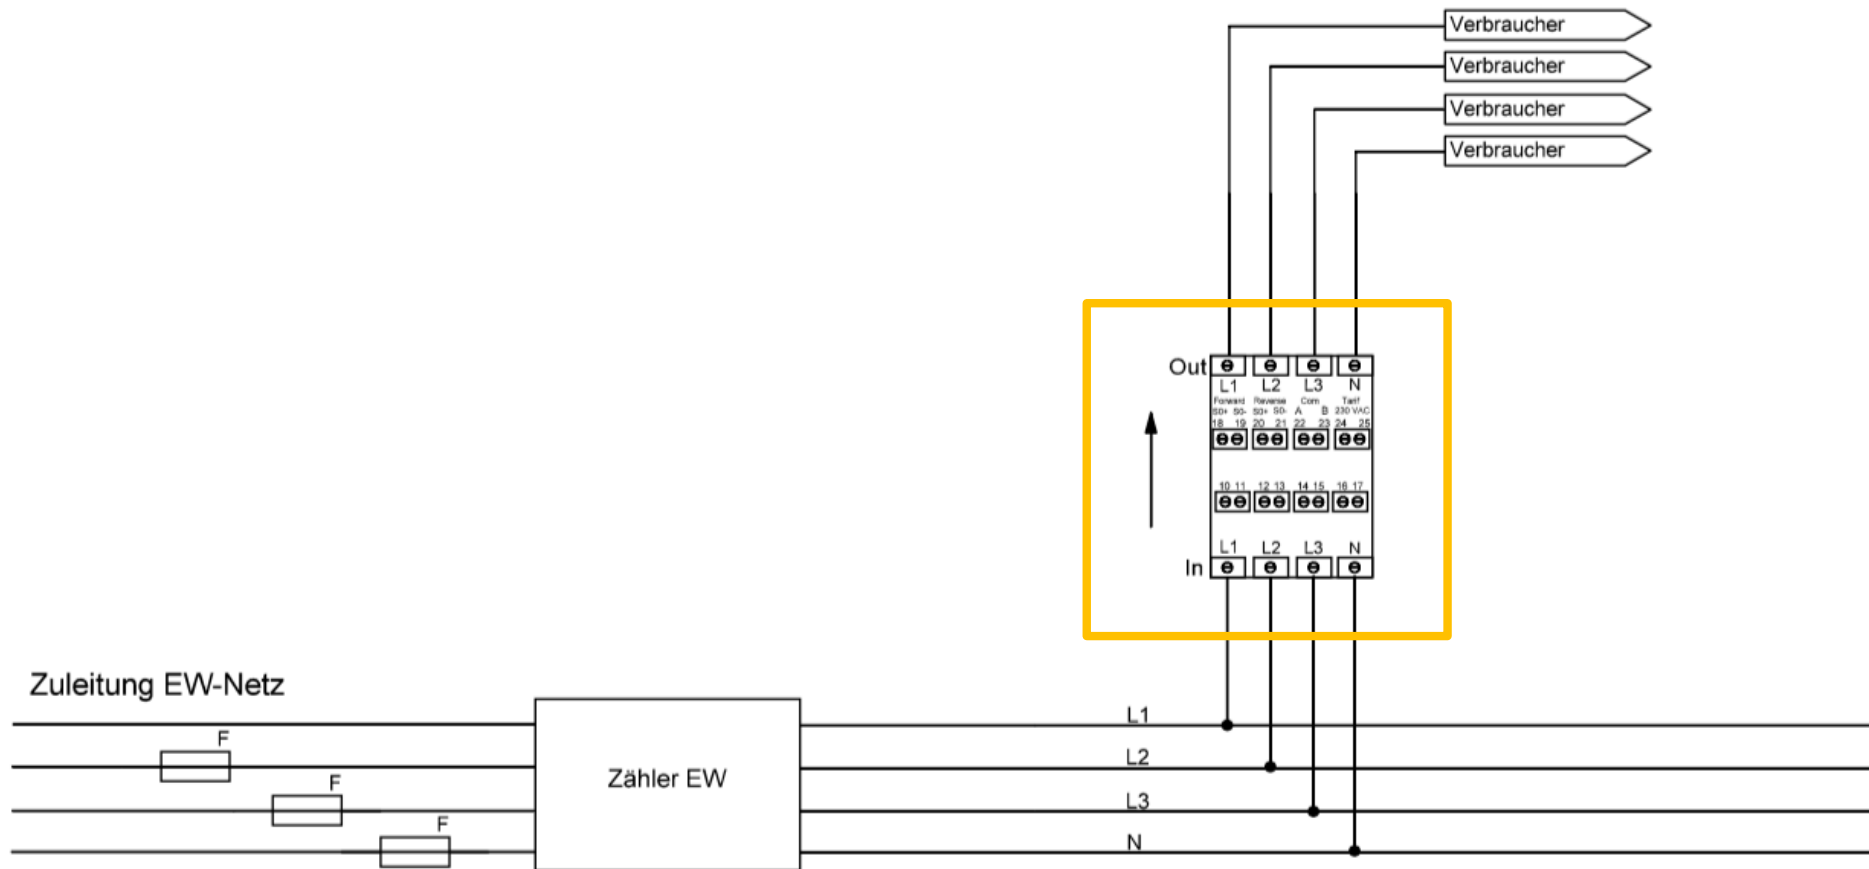 Verbraucher
Verbraucher
Verbraucher
Verbraucher
Out
L1 L2 L3 N
Forward Reverse Com Tarif
S0+ S0- S0+ S0- A B 230 VAC
18 19 20 21 22 23 24 25
10 11 12 13 14 15 16 17
L1 L2 L3 N
In
Zuleitung EW-Netz
L1
F
L2
Zähler EW
F
L3
F
N